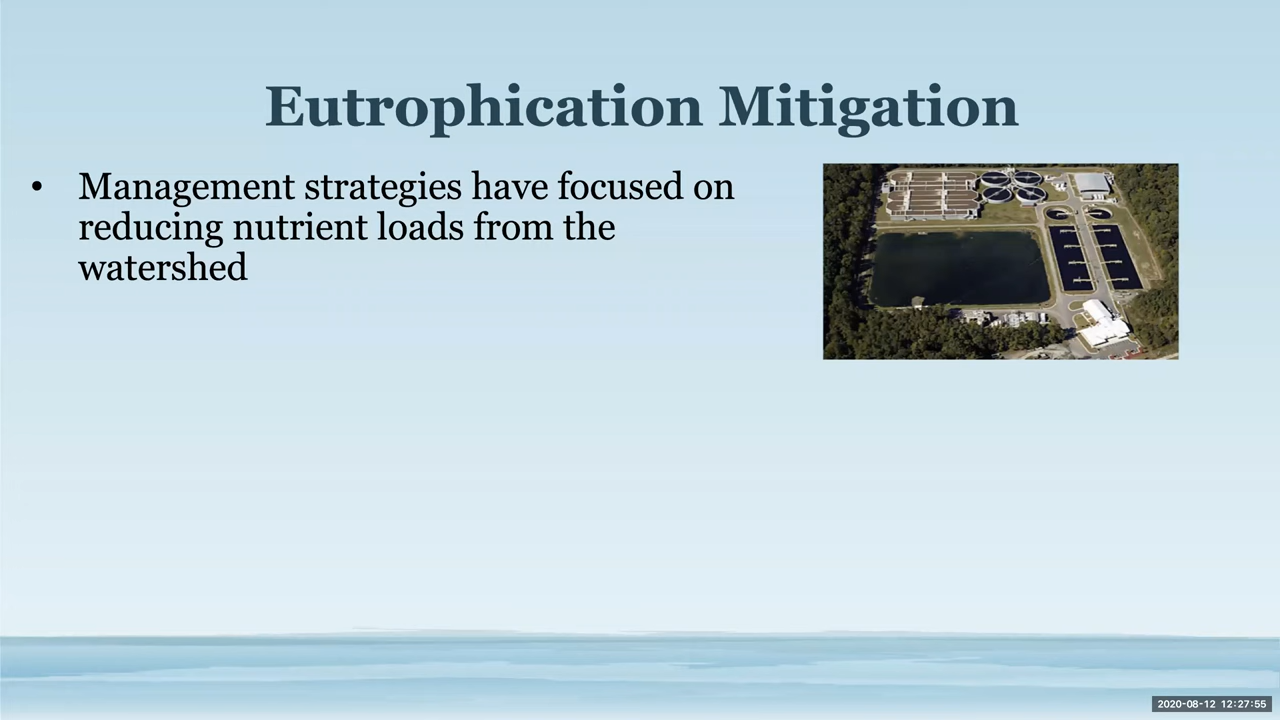 Eutrophication Mitigation
• Management strategies have focused on
reducing nutrient loads from the
watershed
2020-08-12 12:27:55